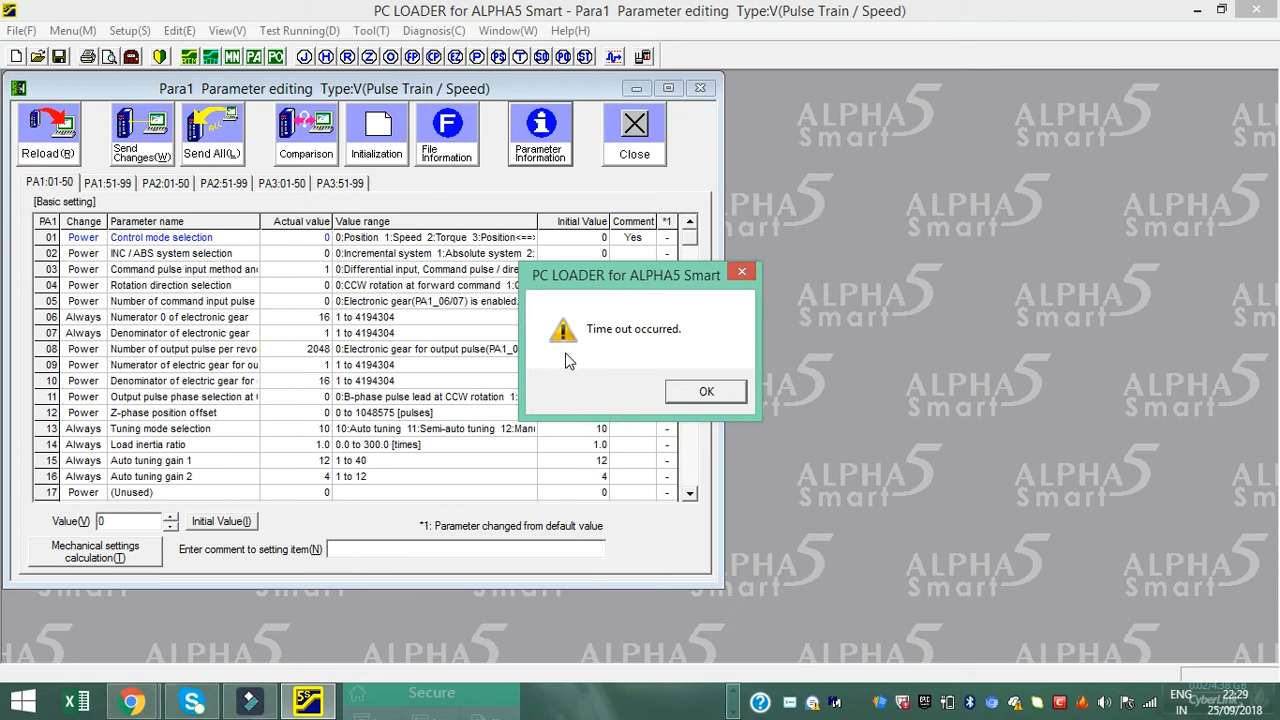 PC LOADER for ALPHA5 Smart - Para1 Parameter editing Type:V(Pulse Train / Speed)
File(F) Menu(M) Setup(S) Edit(E) View(V) Test Running(D) Tool(T) Diagnosis(C) Window(W) Help(H)
Para1 Parameter editing Type:V(Pulse Train / Speed)
Reload(R) Send Changes(W) Send All(L) Comparison Initialization File Information Parameter Information Close
PA1:01-50 PA1:51-99 PA2:01-50 PA2:51-99 PA3:01-50 PA3:51-99
[Basic setting]
PA1 Change Parameter name Actual value Value range Initial Value Comment *1
01 Power Control mode selection 0 0:Position 1:Speed 2:Torque 3:Position<==> 0 Yes -
02 Power INC / ABS system selection 0 0:Incremental system 1:Absolute system 2: 0 -
03 Power Command pulse input method and 1 0:Differential input, Command pulse / dire
04 Power Rotation direction selection 0 0:CCW rotation at forward command 1:
05 Power Number of command input pulse 0 0:Electronic gear(PA1_06/07) is enabled.
06 Always Numerator 0 of electronic gear 16 1 to 4194304
07 Always Denominator of electronic gear 1 1 to 4194304
08 Power Number of output pulse per revo 2048 0:Electronic gear for output pulse(PA1_0
09 Power Numerator of electric gear for ou 1 1 to 4194304
10 Power Denominator of electric gear for 16 1 to 4194304
11 Power Output pulse phase selection at 0 0:B-phase pulse lead at CCW rotation 1:
12 Power Z-phase position offset 0 0 to 1048575 [pulses]
13 Always Tuning mode selection 10 10:Auto tuning 11:Semi-auto tuning 12:Man 10 -
14 Always Load inertia ratio 1.0 0.0 to 300.0 [times] 1.0 -
15 Always Auto tuning gain 1 12 1 to 40 12 -
16 Always Auto tuning gain 2 4 1 to 12 4 -
17 Power (Unused) 0 0 -
PC LOADER for ALPHA5 Smart
Time out occurred.
OK
Value(V) 0 Initial Value(I) *1: Parameter changed from default value
Mechanical settings calculation(T) Enter comment to setting item(N)
ALPHA5 Smart
Secure
ENG
IN
22:29
25/09/2018